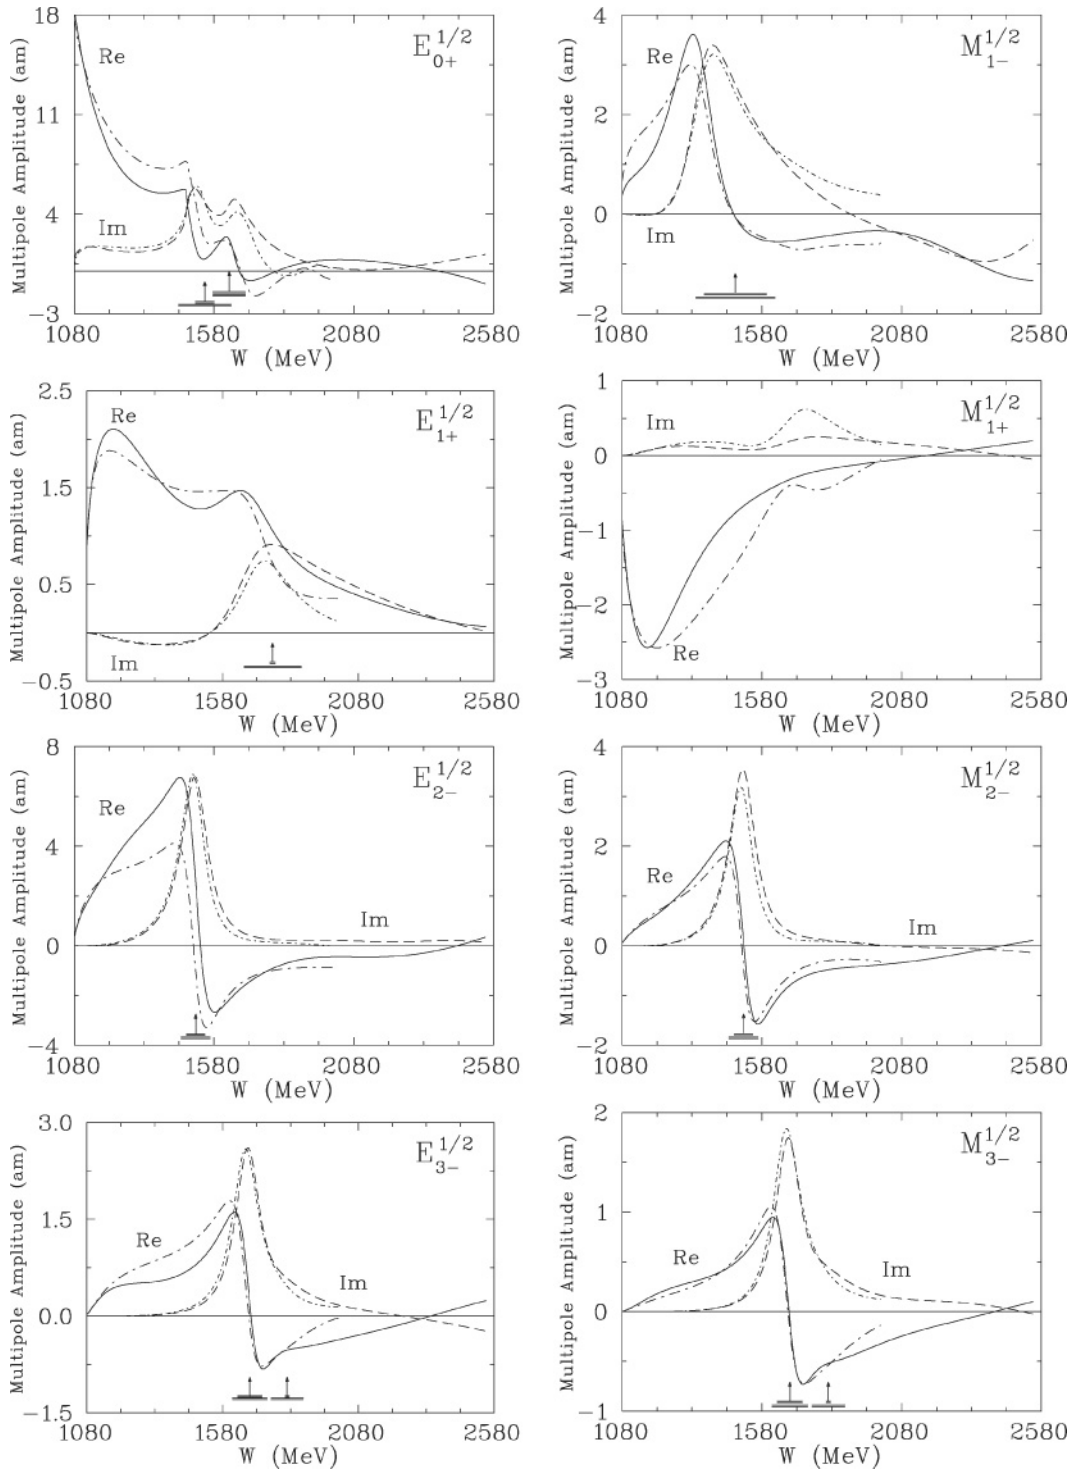 Multipole Amplitude (am)
18
11
4
−3
Re
Im
E 1/2 0+
1080 1580 2080 2580
W (MeV)
Multipole Amplitude (am)
4
2
0
−2
Re
Im
M 1/2 1−
1080 1580 2080 2580
W (MeV)
Multipole Amplitude (am)
2.5
1.5
0.5
−0.5
Re
Im
E 1/2 1+
1080 1580 2080 2580
W (MeV)
Multipole Amplitude (am)
1
0
−1
−2
−3
Im
Re
M 1/2 1+
1080 1580 2080 2580
W (MeV)
Multipole Amplitude (am)
8
4
0
−4
Re
Im
E 1/2 2−
1080 1580 2080 2580
W (MeV)
Multipole Amplitude (am)
4
2
0
−2
Re
Im
M 1/2 2−
1080 1580 2080 2580
W (MeV)
Multipole Amplitude (am)
3.0
1.5
0.0
−1.5
Re
Im
E 1/2 3−
1080 1580 2080 2580
W (MeV)
Multipole Amplitude (am)
2
1
0
−1
Re
Im
M 1/2 3−
1080 1580 2080 2580
W (MeV)